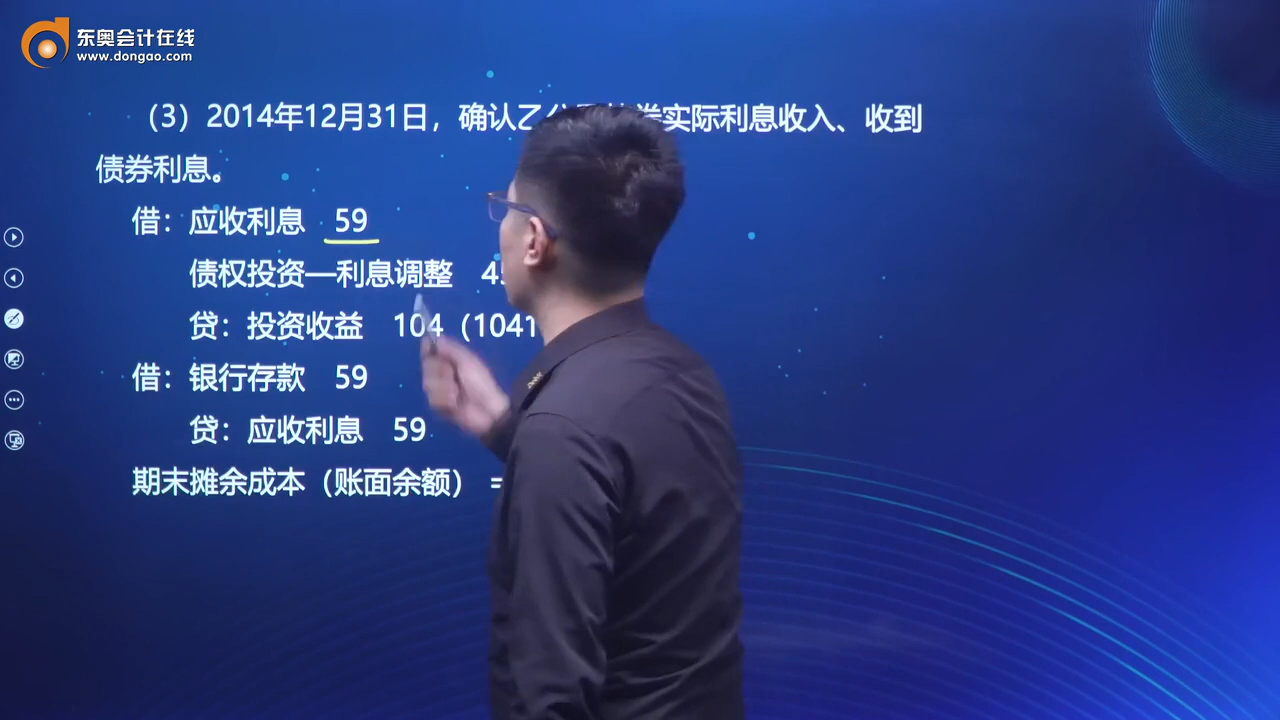 东奥会计在线
www.dongao.com
（3）2014年12月31日，确认乙 券实际利息收入、收到
债券利息。
借：应收利息 59
债权投资—利息调整 4
贷：投资收益 104（1041
借：银行存款 59
贷：应收利息 59
期末摊余成本（账面余额）=